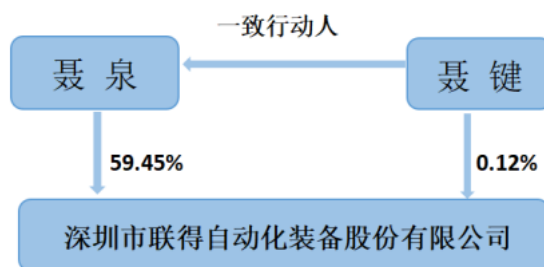 一致行动人
聂 泉
聂 键
59.45%
0.12%
深圳市联得自动化装备股份有限公司